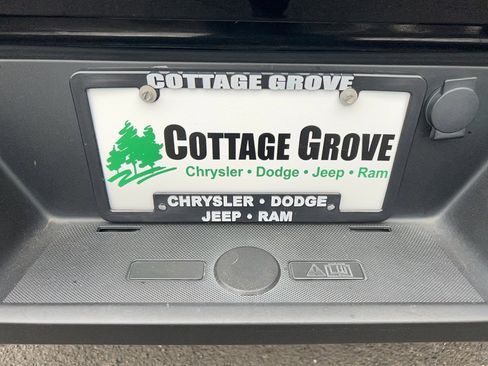 COTTAGE GROVE
COTTAGE GROVE
Chrysler • Dodge • Jeep • Ram
CHRYSLER • DODGE
JEEP • RAM